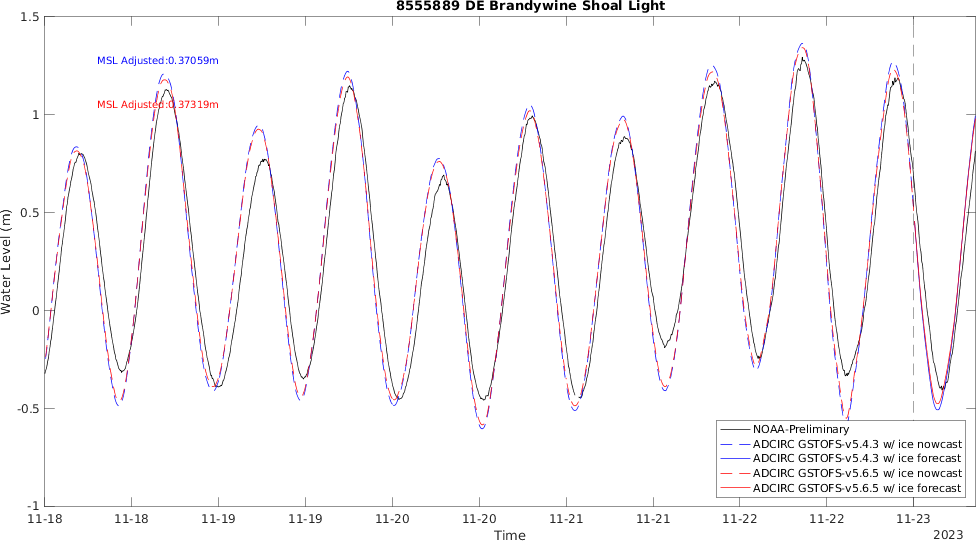 8555889 DE Brandywine Shoal Light
1.5
MSL Adjusted:0.37059m
MSL Adjusted:0.37319m
1
0.5
0
-0.5
-1
Water Level (m)
NOAA-Preliminary
ADCIRC GSTOFS-v5.4.3 w/ ice nowcast
ADCIRC GSTOFS-v5.4.3 w/ ice forecast
ADCIRC GSTOFS-v5.6.5 w/ ice nowcast
ADCIRC GSTOFS-v5.6.5 w/ ice forecast
11-18 11-18 11-19 11-19 11-20 11-20 11-21 11-21 11-22 11-22 11-23
Time
2023